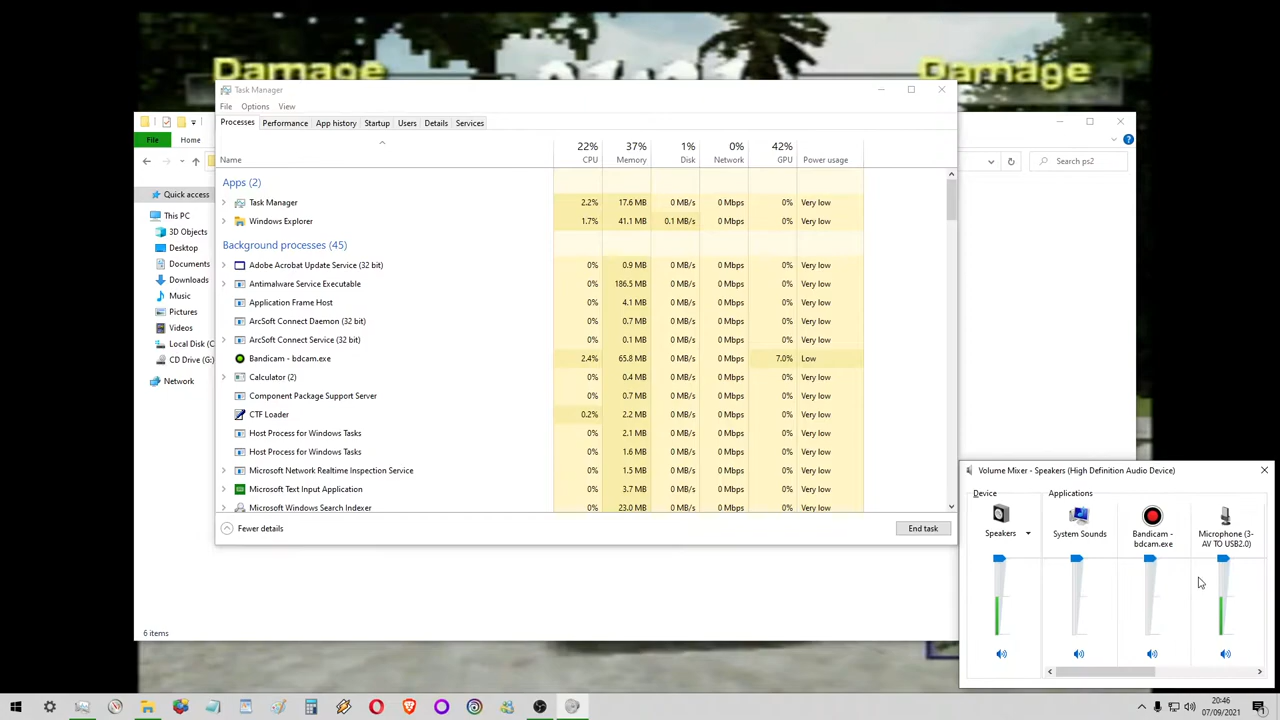 Damage
Damage
Task Manager
File Options View
Processes Performance App history Startup Users Details Services
22% 37% 1% 0% 42%
Name CPU Memory Disk Network GPU Power usage
Apps (2)
Task Manager 2.2% 17.6 MB 0 MB/s 0 Mbps 0% Very low
Windows Explorer 1.7% 41.1 MB 0.1 MB/s 0 Mbps 0% Very low
Background processes (45)
Adobe Acrobat Update Service (32 bit) 0% 0.9 MB 0 MB/s 0 Mbps 0% Very low
Antimalware Service Executable 0% 186.5 MB 0 MB/s 0 Mbps 0% Very low
Application Frame Host 0% 4.1 MB 0 MB/s 0 Mbps 0% Very low
ArcSoft Connect Daemon (32 bit) 0% 0.7 MB 0 MB/s 0 Mbps 0% Very low
ArcSoft Connect Service (32 bit) 0% 0.1 MB 0 MB/s 0 Mbps 0% Very low
Bandicam - bdcam.exe 2.4% 65.8 MB 0 MB/s 0 Mbps 7.0% Low
Calculator (2) 0% 0.4 MB 0 MB/s 0 Mbps 0% Very low
Component Package Support Server 0% 0.7 MB 0 MB/s 0 Mbps 0% Very low
CTF Loader 0.2% 2.2 MB 0 MB/s 0 Mbps 0% Very low
Host Process for Windows Tasks 0% 2.1 MB 0 MB/s 0 Mbps 0% Very low
Host Process for Windows Tasks 0% 1.6 MB 0 MB/s 0 Mbps 0% Very low
Microsoft Network Realtime Inspection Service 0% 1.5 MB 0 MB/s 0 Mbps 0% Very low
Microsoft Text Input Application 0% 3.7 MB 0 MB/s 0 Mbps 0% Very low
Microsoft Windows Search Indexer 0% 23.0 MB 0 MB/s 0 Mbps 0% Very low
Fewer details
End task
File Home
Search ps2
Quick access
This PC
3D Objects
Desktop
Documents
Downloads
Music
Pictures
Videos
Local Disk (C
CD Drive (G:)
Network
6 items
Volume Mixer - Speakers (High Definition Audio Device)
Device Applications
Speakers
System Sounds
Bandicam -
bdcam.exe
Microphone (3-
AV TO USB2.0)
20:46
07/09/2021